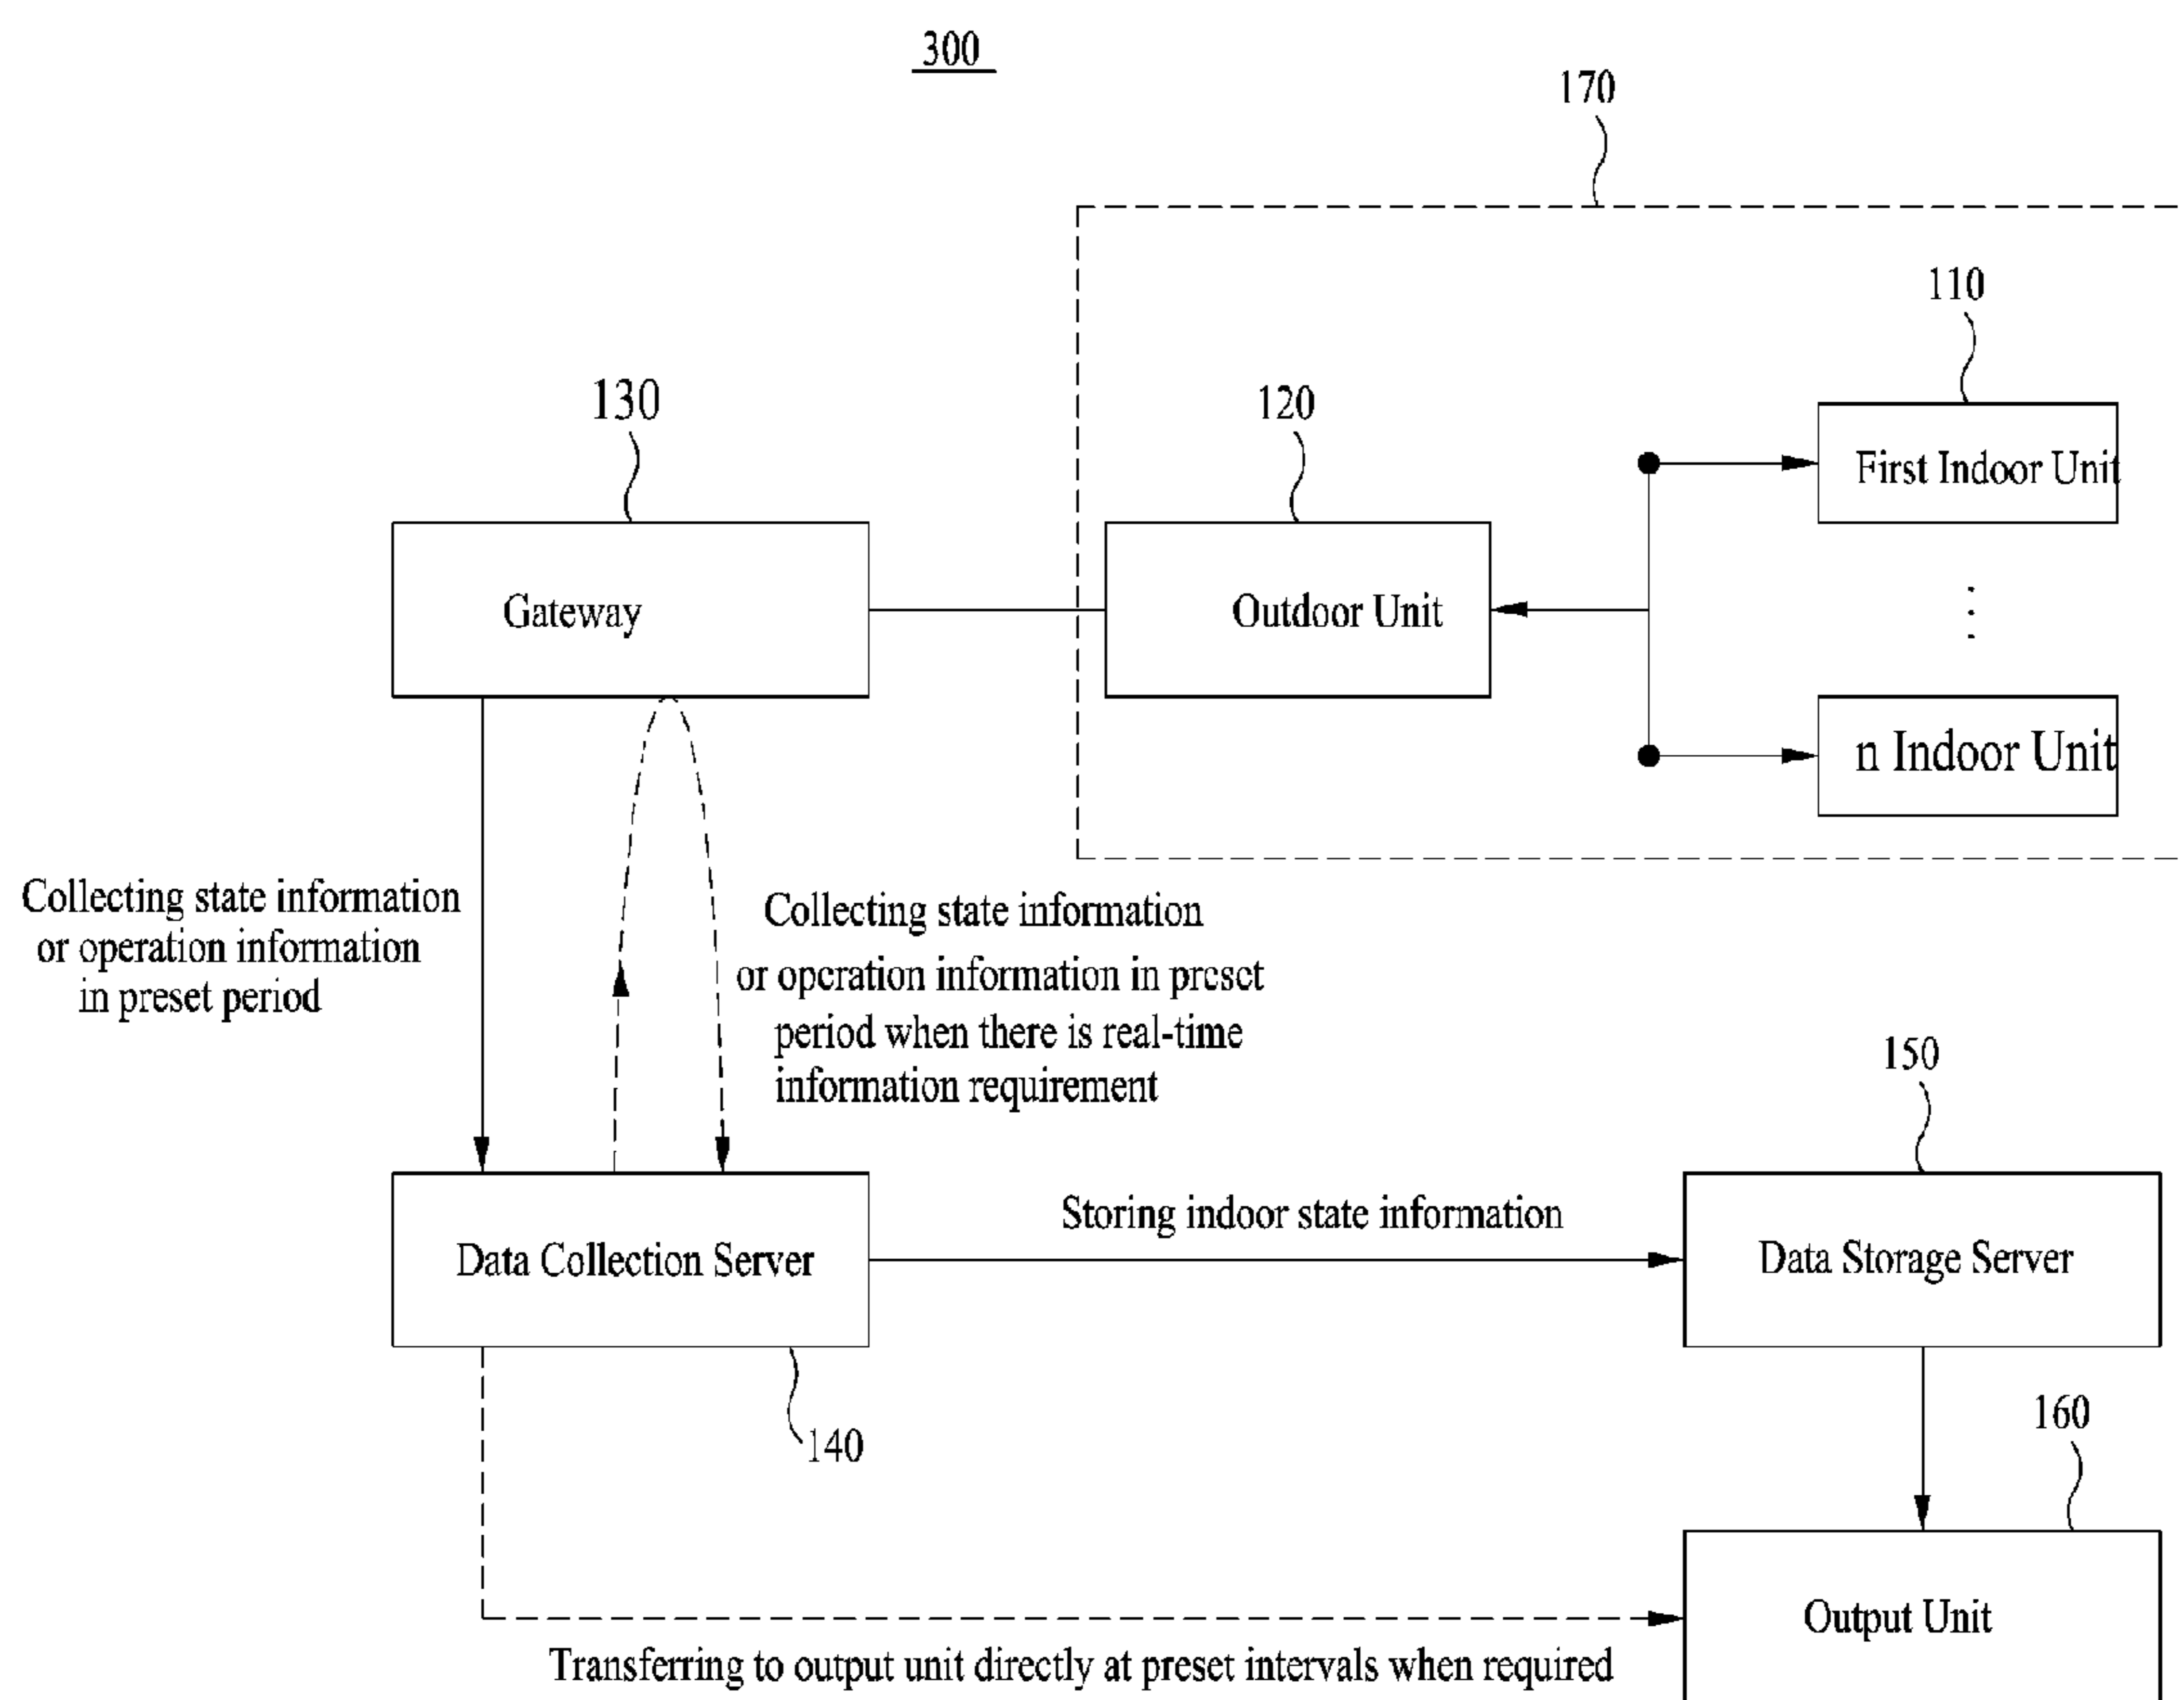 300
170
110
130
120
First Indoor Unit
Gateway
Outdoor Unit
⋮
n Indoor Unit
Collecting state information
or operation information
in preset period
Collecting state information
or operation information in preset
period when there is real-time
information requirement
150
Storing indoor state information
Data Collection Server
Data Storage Server
160
140
Output Unit
Transferring to output unit directly at preset intervals when required